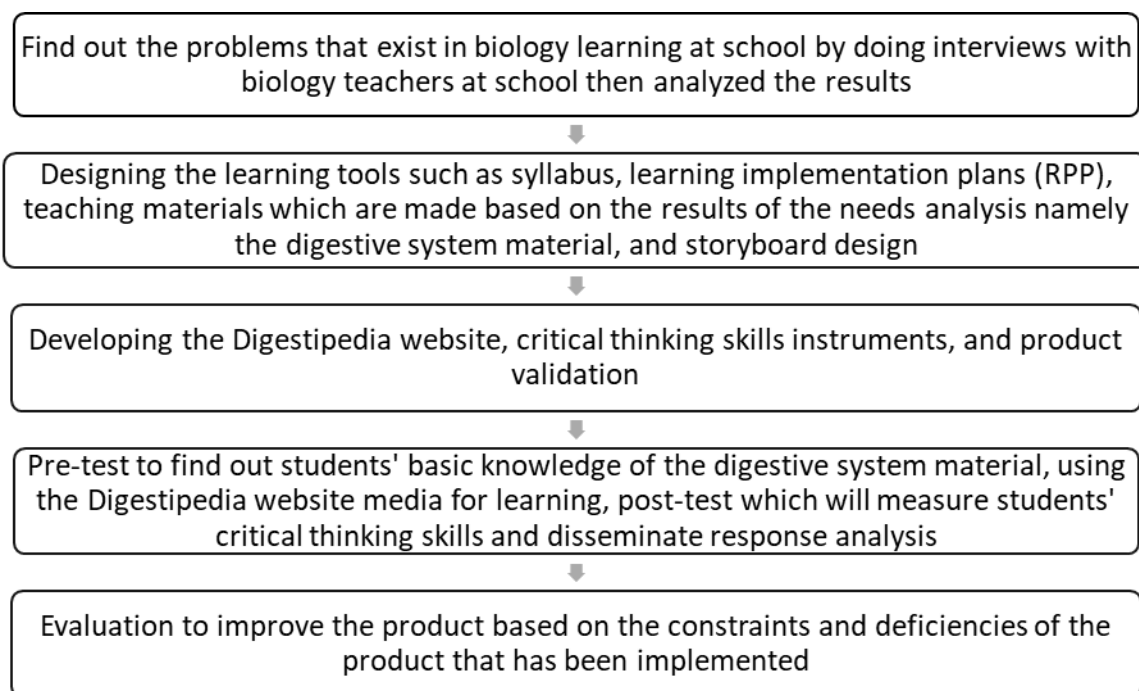 Find out the problems that exist in biology learning at school by doing interviews with
biology teachers at school then analyzed the results
Designing the learning tools such as syllabus, learning implementation plans (RPP),
teaching materials which are made based on the results of the needs analysis namely
the digestive system material, and storyboard design
Developing the Digestipedia website, critical thinking skills instruments, and product
validation
Pre-test to find out students' basic knowledge of the digestive system material, using
the Digestipedia website media for learning, post-test which will measure students'
critical thinking skills and disseminate response analysis
Evaluation to improve the product based on the constraints and deficiencies of the
product that has been implemented